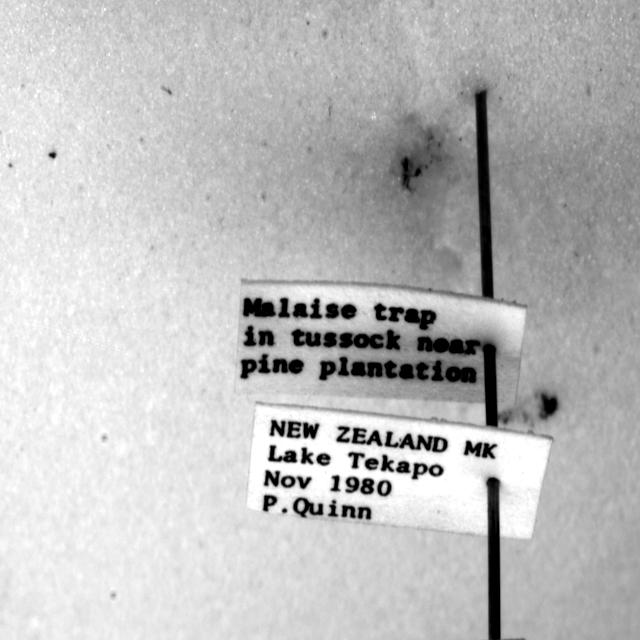 Malaise trap
in tussock near
pine plantation
NEW ZEALAND MK
Lake Tekapo
Nov 1980
P.Quinn